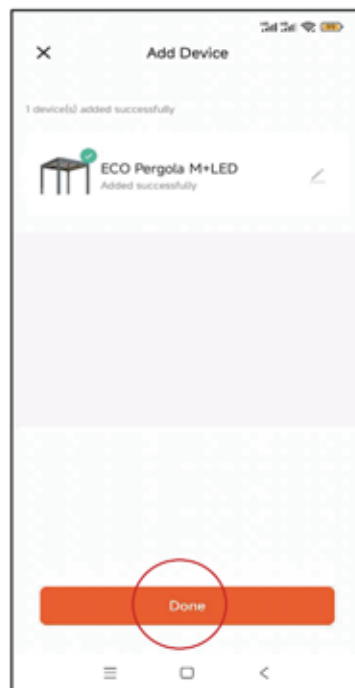 Add Device
1 device(s) added successfully
ECO Pergola M+LED
Added successfully
Done